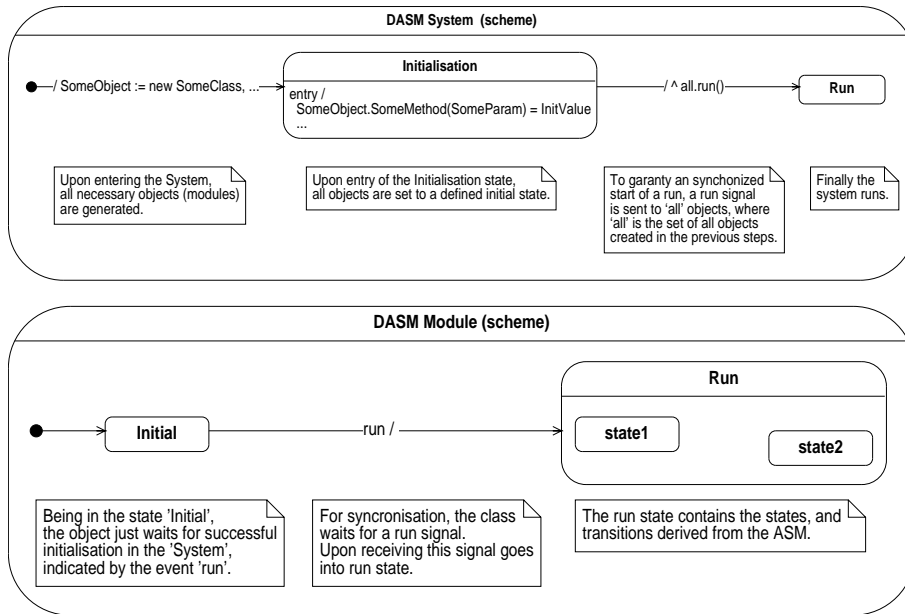 DASM System (scheme)
/ SomeObject := new SomeClass, ...
Initialisation
entry /
SomeObject.SomeMethod(SomeParam) = InitValue
...
/ ^ all.run()
Run
Upon entering the System,
all necessary objects (modules)
are generated.
Upon entry of the Initialisation state,
all objects are set to a defined initial state.
To garanty an synchonized
start of a run, a run signal
is sent to ‘all’ objects, where
‘all’ is the set of all objects
created in the previous steps.
Finally the
system runs.
DASM Module (scheme)
Initial
run /
Run
state1
state2
Being in the state ’Initial’,
the object just waits for successful
initialisation in the ’System’,
indicated by the event ’run’.
For syncronisation, the class
waits for a run signal.
Upon receiving this signal goes
into run state.
The run state contains the states, and
transitions derived from the ASM.